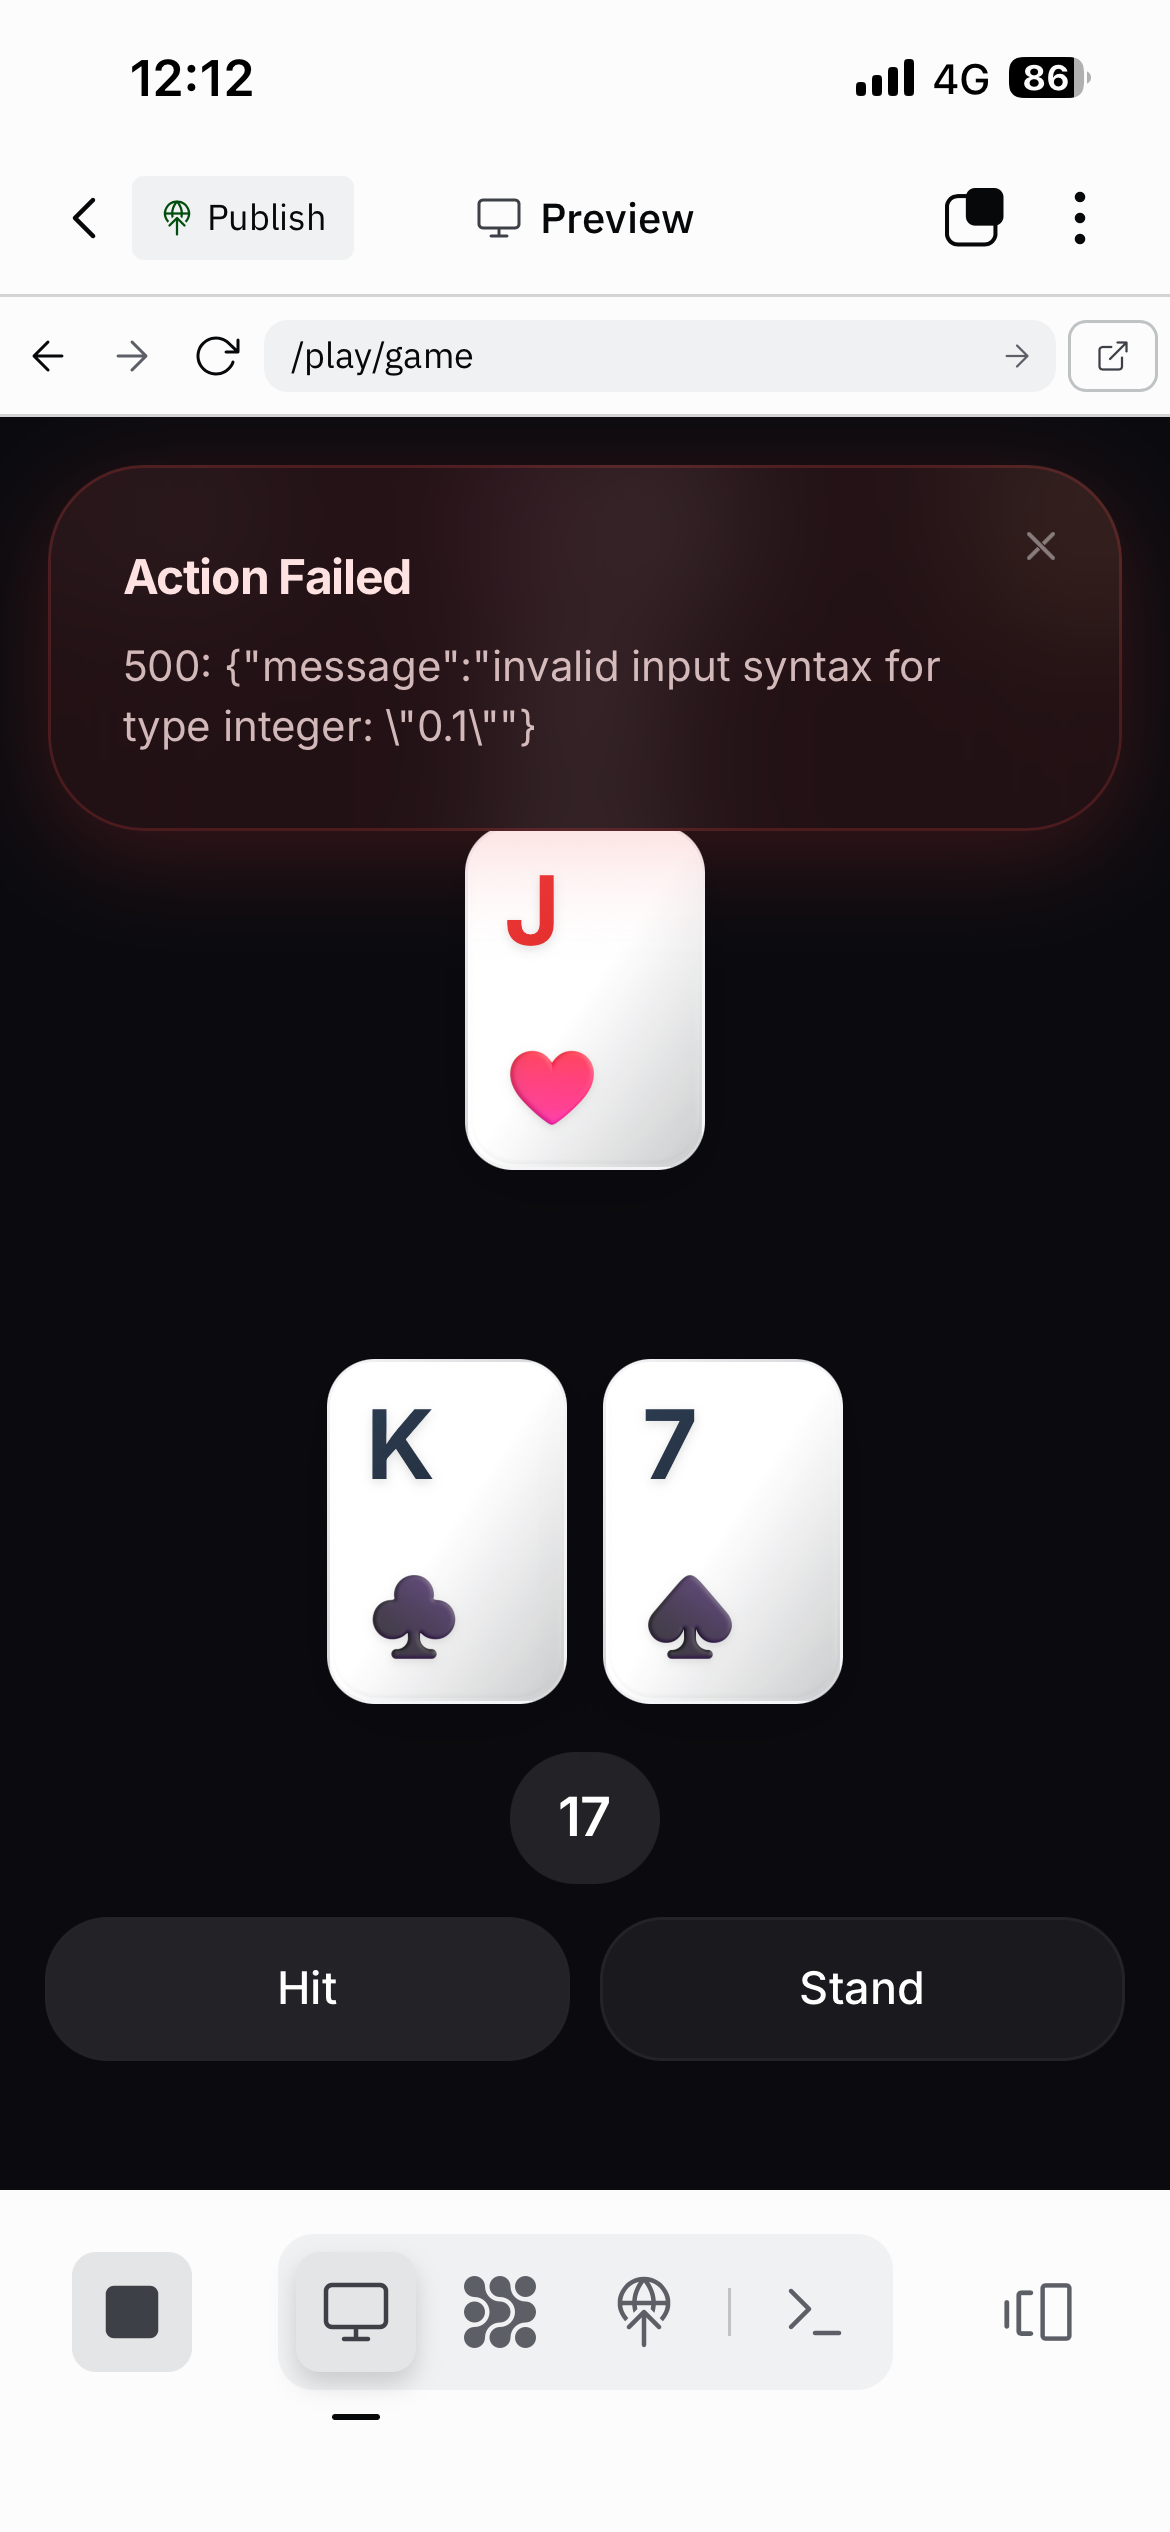 12:12
4G 86
Publish
Preview
/play/game
Action Failed
500: {"message":"invalid input syntax for
type integer: \"0.1\""}
J
K 7
17
Hit Stand